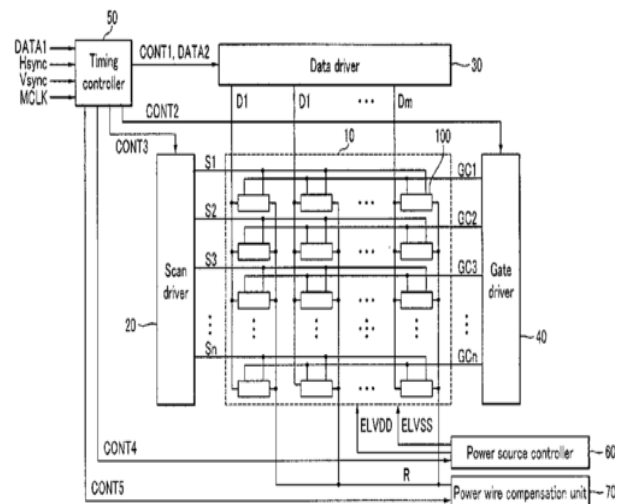 50
DATA1
Hsync
Vsync
MCLK
Timing
controller
CONT1, DATA2
Data driver
30
D1
DI
...
Dm
CONT2
CONT3
10
100
S1
GC1
S2
GC2
S3
GC3
Scan
driver
20
Gate
driver
40
Sn
GCn
ELVDD
ELVSS
CONT4
Power source controller
60
R
CONT5
Power wire compensation unit
70